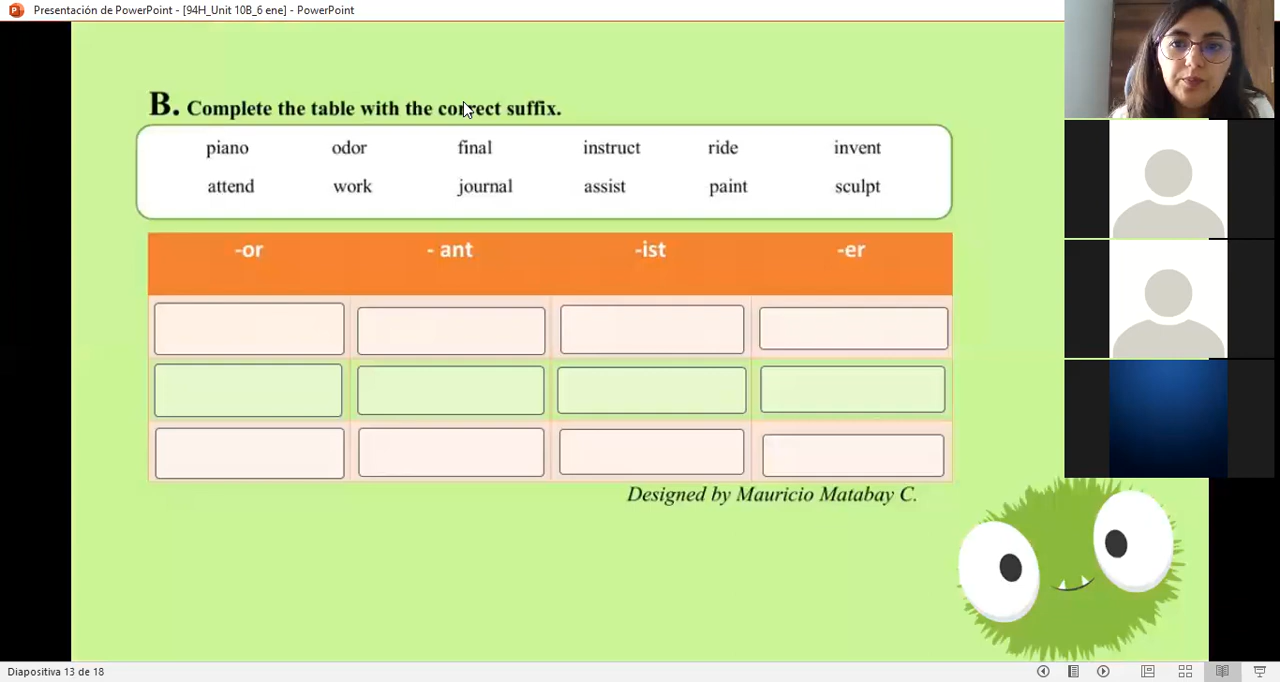 Presentación de PowerPoint - [94H_Unit 10B_6 ene] - PowerPoint
B. Complete the table with the correct suffix.
piano odor final instruct ride invent
attend work journal assist paint sculpt
-or - ant -ist -er
Designed by Mauricio Matabay C.
Diapositiva 13 de 18